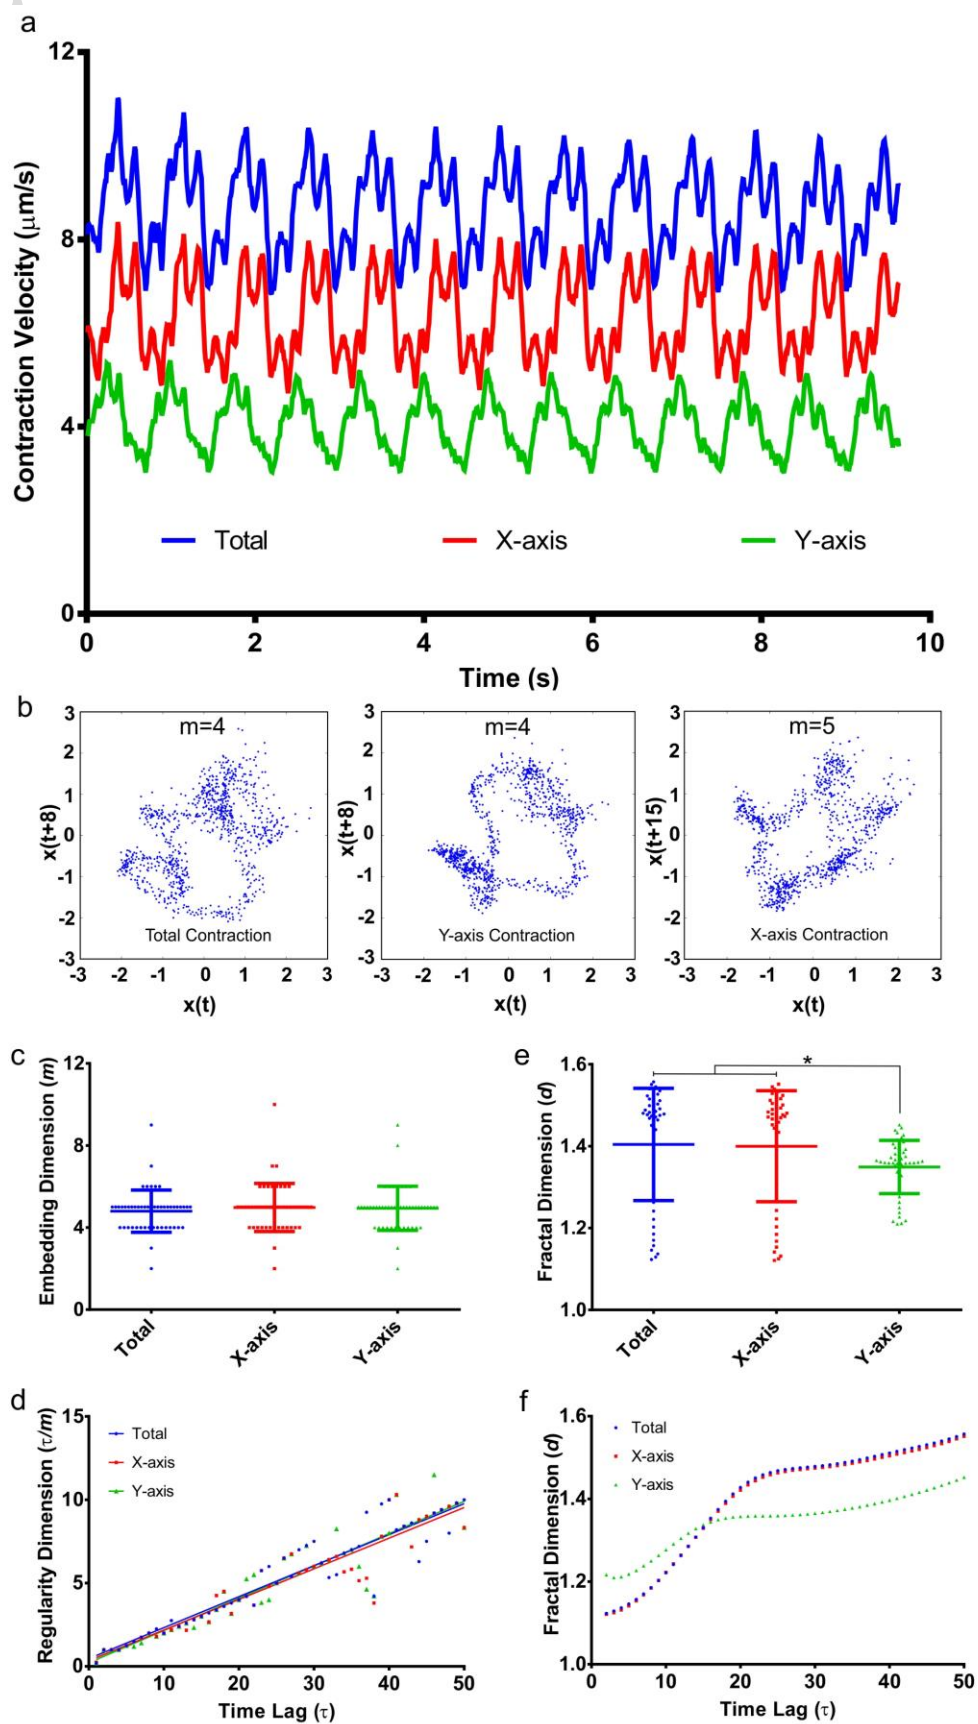 a
12
8
4
0
Contraction Velocity (μm/s)
Total
X-axis
Y-axis
0 2 4 6 8 10
Time (s)
b
m=4
3
2
1
0
-1
-2
-3
x(t+8)
Total Contraction
-3 -2 -1 0 1 2 3
x(t)
m=4
3
2
1
0
-1
-2
-3
x(t+8)
Y-axis Contraction
-3 -2 -1 0 1 2 3
x(t)
m=5
3
2
1
0
-1
-2
-3
x(t+15)
X-axis Contraction
-3 -2 -1 0 1 2 3
x(t)
c
12
8
4
0
Embedding Dimension (m)
Total
X-axis
Y-axis
e
*
1.6
1.4
1.2
1.0
Fractal Dimension (d)
Total
X-axis
Y-axis
d
15
10
5
0
Regularity Dimension (τ/m)
Total
X-axis
Y-axis
0 10 20 30 40 50
Time Lag (τ)
f
1.6
1.4
1.2
1.0
Fractal Dimension (d)
Total
X-axis
Y-axis
0 10 20 30 40 50
Time Lag (τ)